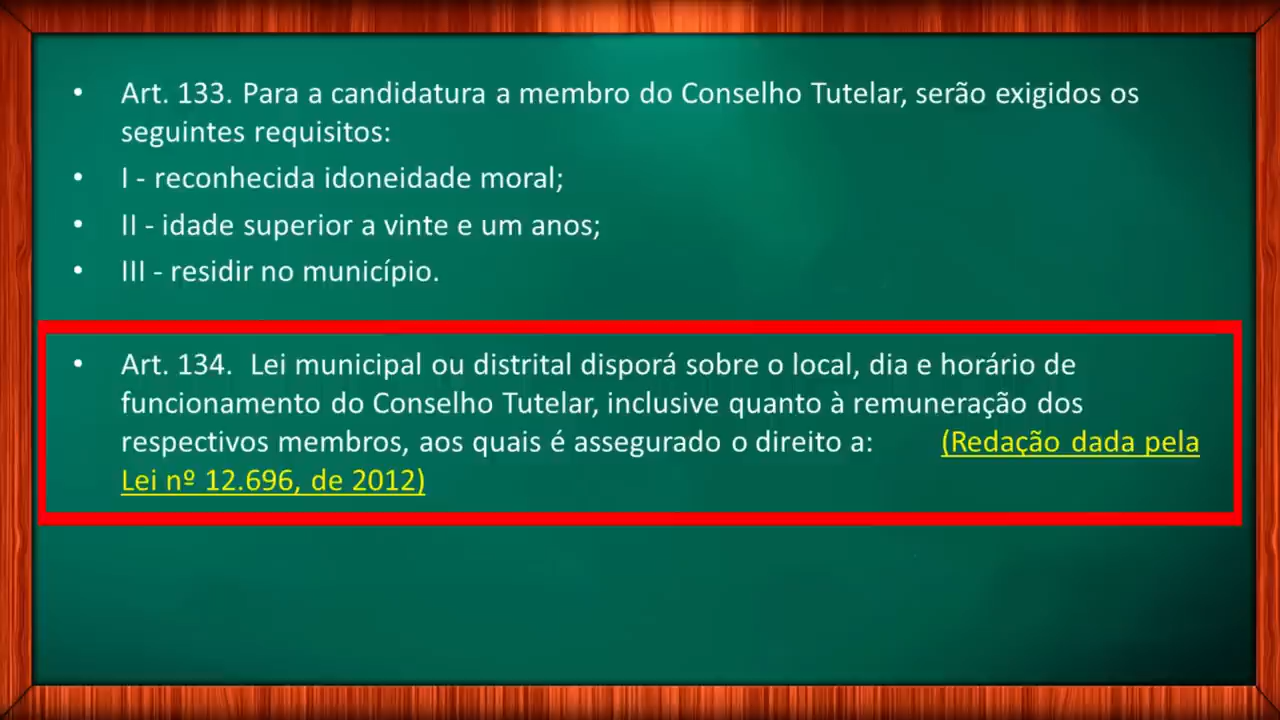 • Art. 133. Para a candidatura a membro do Conselho Tutelar, serão exigidos os
seguintes requisitos:
• I - reconhecida idoneidade moral;
• II - idade superior a vinte e um anos;
• III - residir no município.
• Art. 134.  Lei municipal ou distrital disporá sobre o local, dia e horário de
funcionamento do Conselho Tutelar, inclusive quanto à remuneração dos
respectivos membros, aos quais é assegurado o direito a: (Redação dada pela
Lei nº 12.696, de 2012)